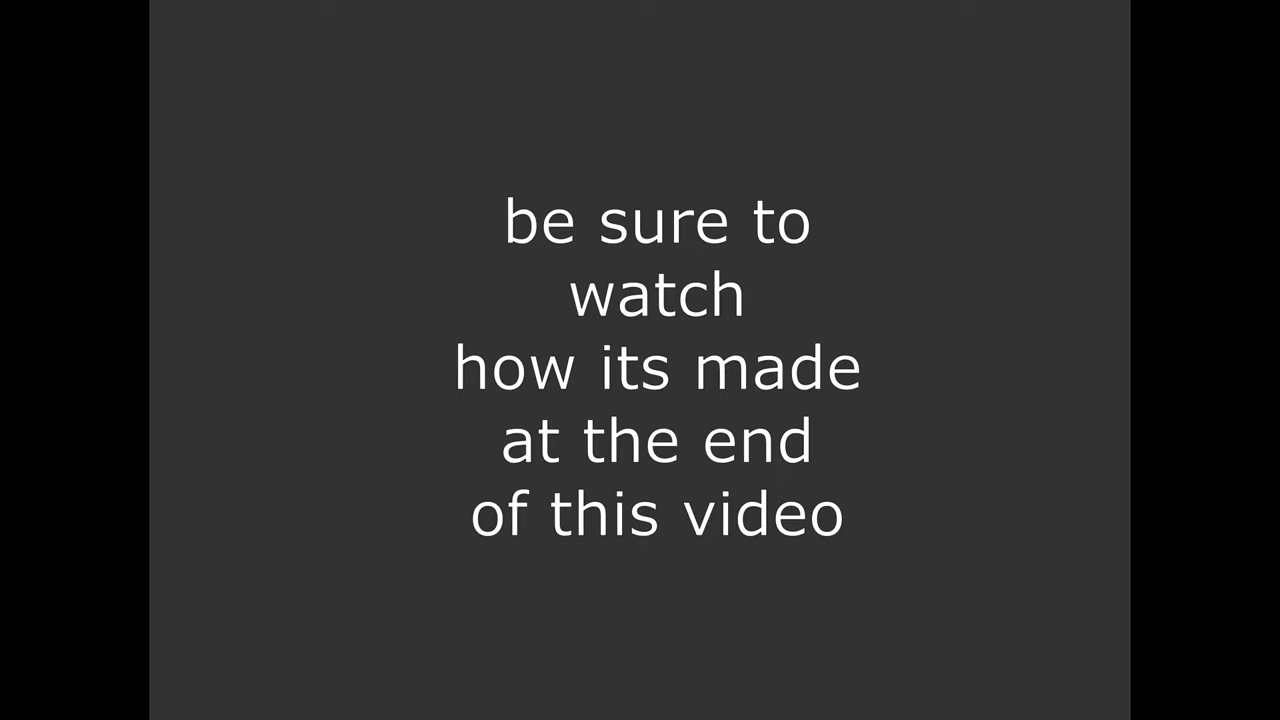 be sure to
watch
how its made
at the end
of this video